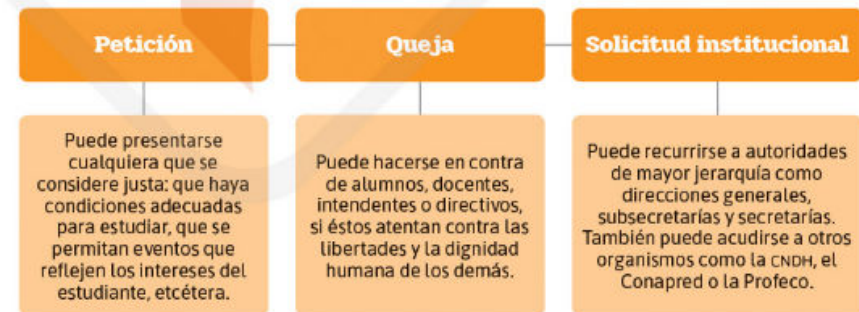 Petición
Puede presentarse
cualquiera que se
considere justa: que haya
condiciones adecuadas
para estudiar, que se
permitan eventos que
reflejen los intereses del
estudiante, etcétera.
Queja
Puede hacerse en contra
de alumnos, docentes,
intendentes o directivos,
si éstos atentan contra las
libertades y la dignidad
humana de los demás.
Solicitud institucional
Puede recurrirse a autoridades
de mayor jerarquía como
direcciones generales,
subsecretarías y secretarías.
También puede acudirse a otros
organismos como la CNDH, el
Conapred o la Profeco.